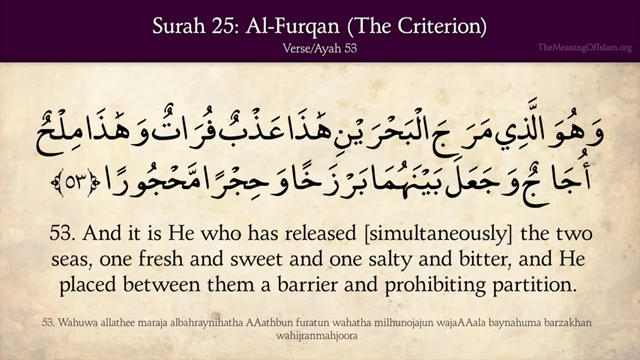 Surah 25: Al-Furqan (The Criterion)
Verse/Ayah 53
TheMeaningOfIslam.org
وَهُوَ الَّذِي مَرَجَ الْبَحْرَيْنِ هَٰذَا عَذْبٌ فُرَاتٌ وَهَٰذَا مِلْحٌ
أُجَاجٌ وَجَعَلَ بَيْنَهُمَا بَرْزَخًا وَحِجْرًا مَّحْجُورًا ﴿٥٣﴾
53. And it is He who has released [simultaneously] the two
seas, one fresh and sweet and one salty and bitter, and He
placed between them a barrier and prohibiting partition.
53. Wahuwa allathee maraja albahraynihatha AAathbun furatun wahatha milhunojajun wajaAAala baynahuma barzakhan
wahijranmahjoora